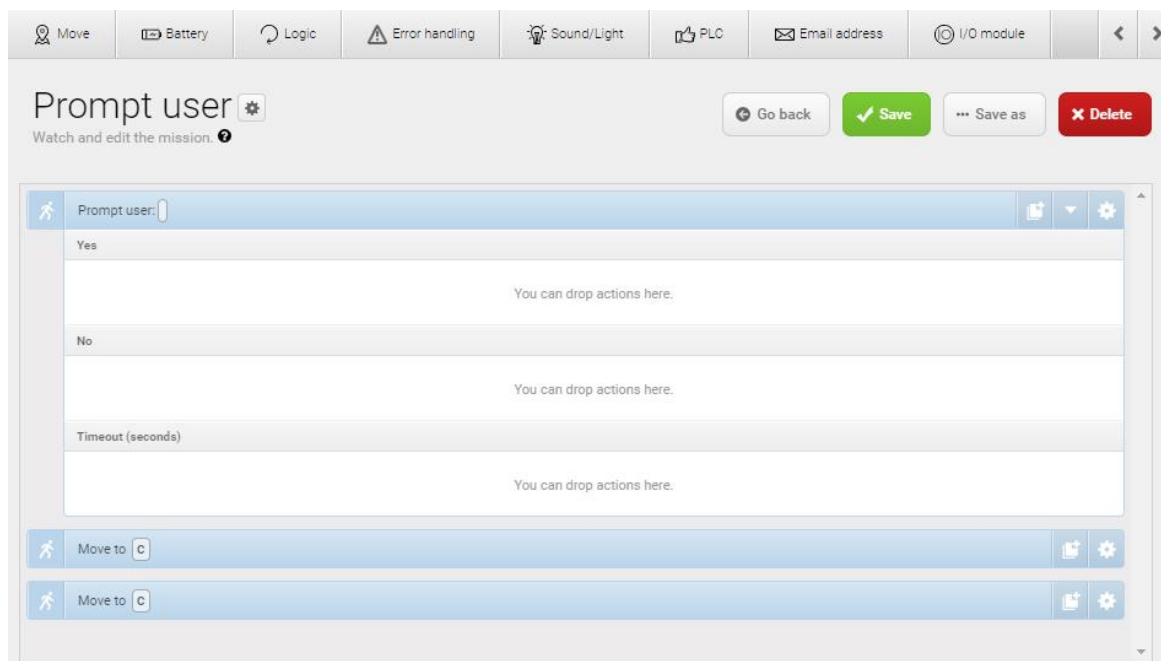 Move Battery Logic Error handling Sound/Light PLC Email address I/O module
Prompt user
Go back Save Save as Delete
Watch and edit the mission.
Prompt user:
Yes
You can drop actions here.
No
You can drop actions here.
Timeout (seconds)
You can drop actions here.
Move to C
Move to C